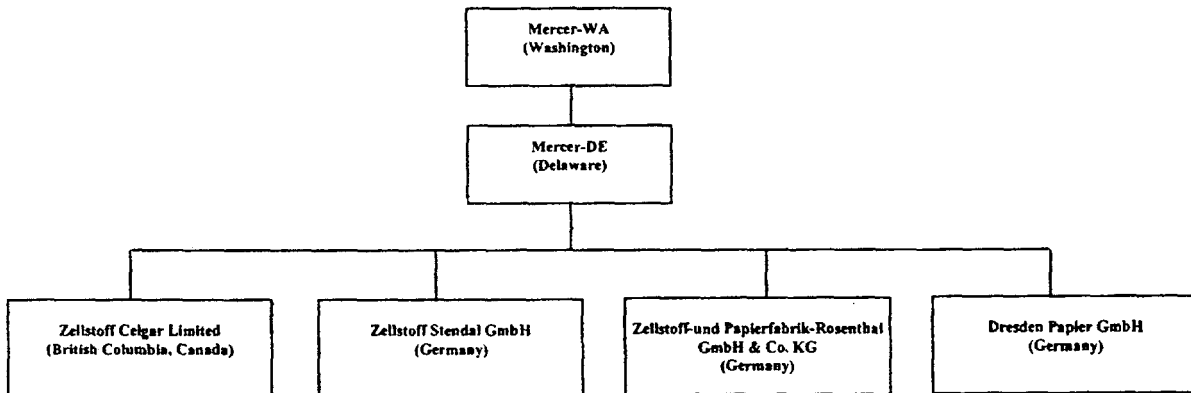 Mercer-WA
(Washington)
Mercer-DE
(Delaware)
Zellstoff Celgar Limited
(British Columbia, Canada)
Zellstoff Stendal GmbH
(Germany)
Zellstoff-und Papierfabrik-Rosenthal
GmbH & Co. KG
(Germany)
Dresden Papier GmbH
(Germany)